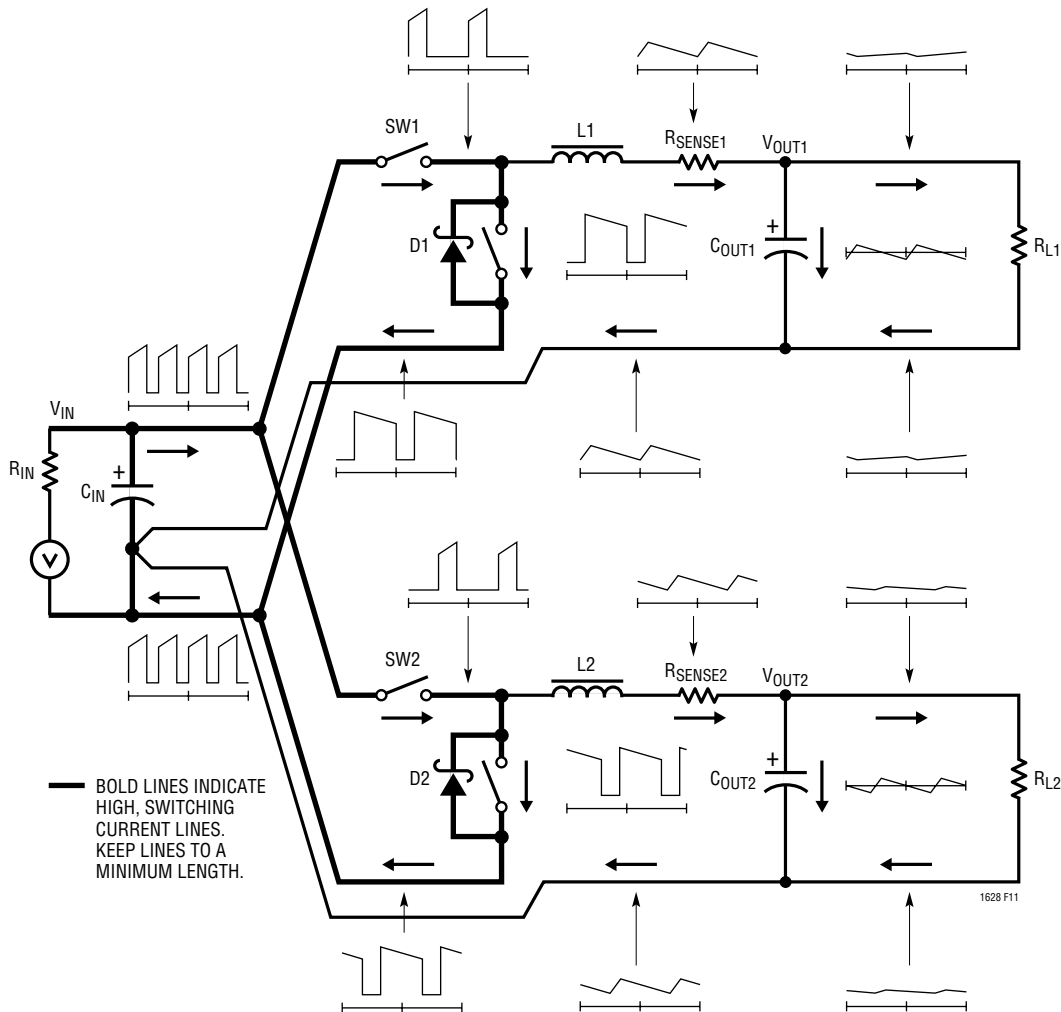 SW1
L1
RSENSE1
VOUT1
D1
COUT1
+
RL1
VIN
RIN
+
CIN
V
SW2
L2
RSENSE2
VOUT2
D2
COUT2
+
RL2
BOLD LINES INDICATE
HIGH, SWITCHING
CURRENT LINES.
KEEP LINES TO A
MINIMUM LENGTH.
1628 F11